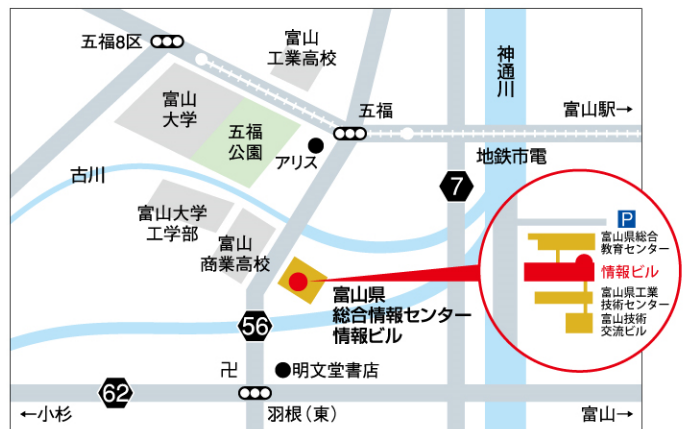 五福8区
富山
工業高校
神
通
川
富山駅→
五福
富山
大学
五福
公園
アリス
地鉄市電
古川
7
P
富山大学
工学部
富山
商業高校
富山県総合
教育センター
情報ビル
富山県工業
技術センター
富山技術
交流ビル
富山県
総合情報センター
情報ビル
56
卍
明文堂書店
62
←小杉
羽根（東）
富山→